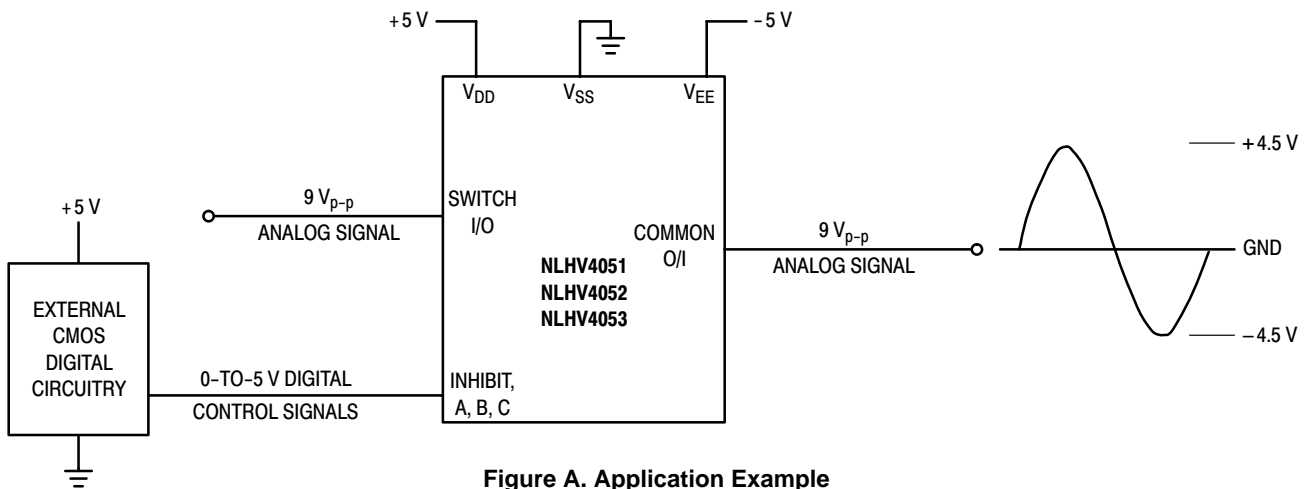 +5 V
−5 V
VDD
VSS
VEE
+4.5 V
9 Vp−p
SWITCH
I/O
+5 V
ANALOG SIGNAL
COMMON
O/I
9 Vp−p
ANALOG SIGNAL
GND
NLHV4051
NLHV4052
NLHV4053
EXTERNAL
CMOS
DIGITAL
CIRCUITRY
−4.5 V
0−TO−5 V DIGITAL
CONTROL SIGNALS
INHIBIT,
A, B, C
Figure A. Application Example